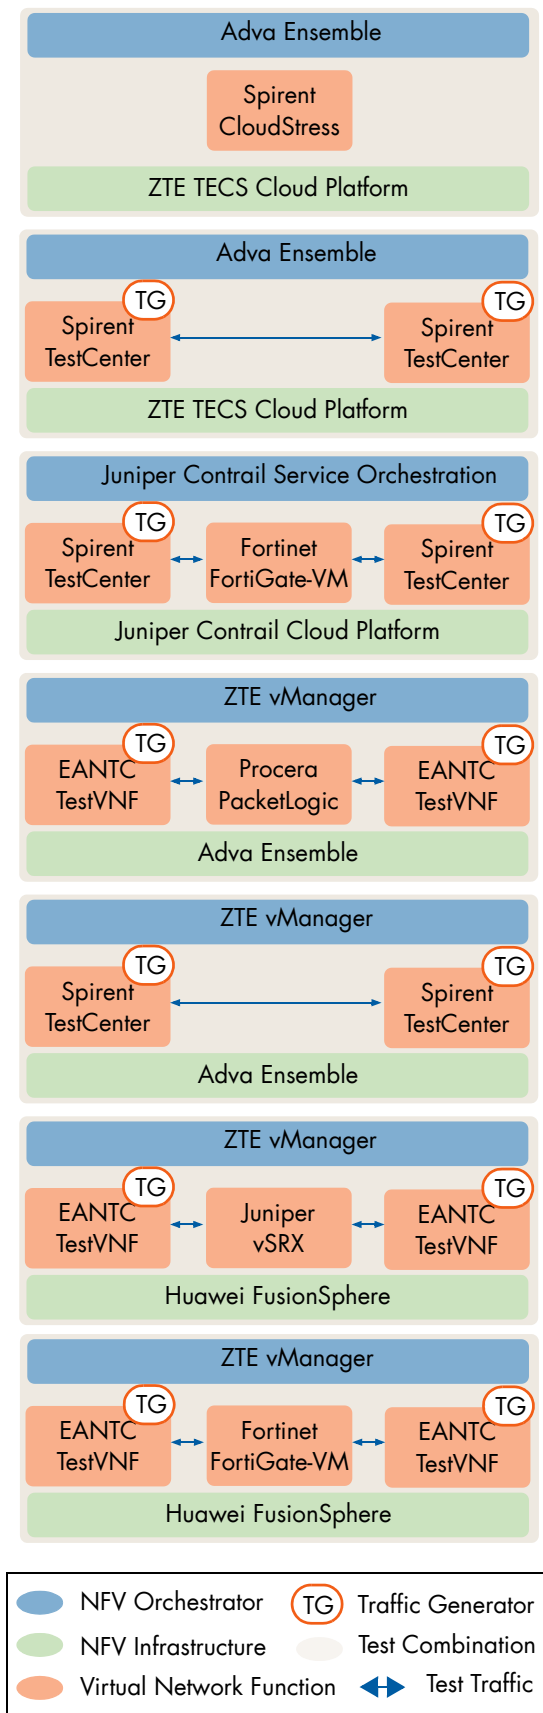 Adva Ensemble
Spirent
CloudStress
ZTE TECS Cloud Platform
Adva Ensemble
TG
Spirent
TestCenter
TG
Spirent
TestCenter
ZTE TECS Cloud Platform
Juniper Contrail Service Orchestration
TG
Spirent
TestCenter
Fortinet
FortiGate-VM
TG
Spirent
TestCenter
Juniper Contrail Cloud Platform
ZTE vManager
TG
EANTC
TestVNF
Procera
PacketLogic
TG
EANTC
TestVNF
Adva Ensemble
ZTE vManager
TG
Spirent
TestCenter
TG
Spirent
TestCenter
Adva Ensemble
ZTE vManager
TG
EANTC
TestVNF
Juniper
vSRX
TG
EANTC
TestVNF
Huawei FusionSphere
ZTE vManager
TG
EANTC
TestVNF
Fortinet
FortiGate-VM
TG
EANTC
TestVNF
Huawei FusionSphere
NFV Orchestrator
TG Traffic Generator
NFV Infrastructure
Test Combination
Virtual Network Function
Test Traffic